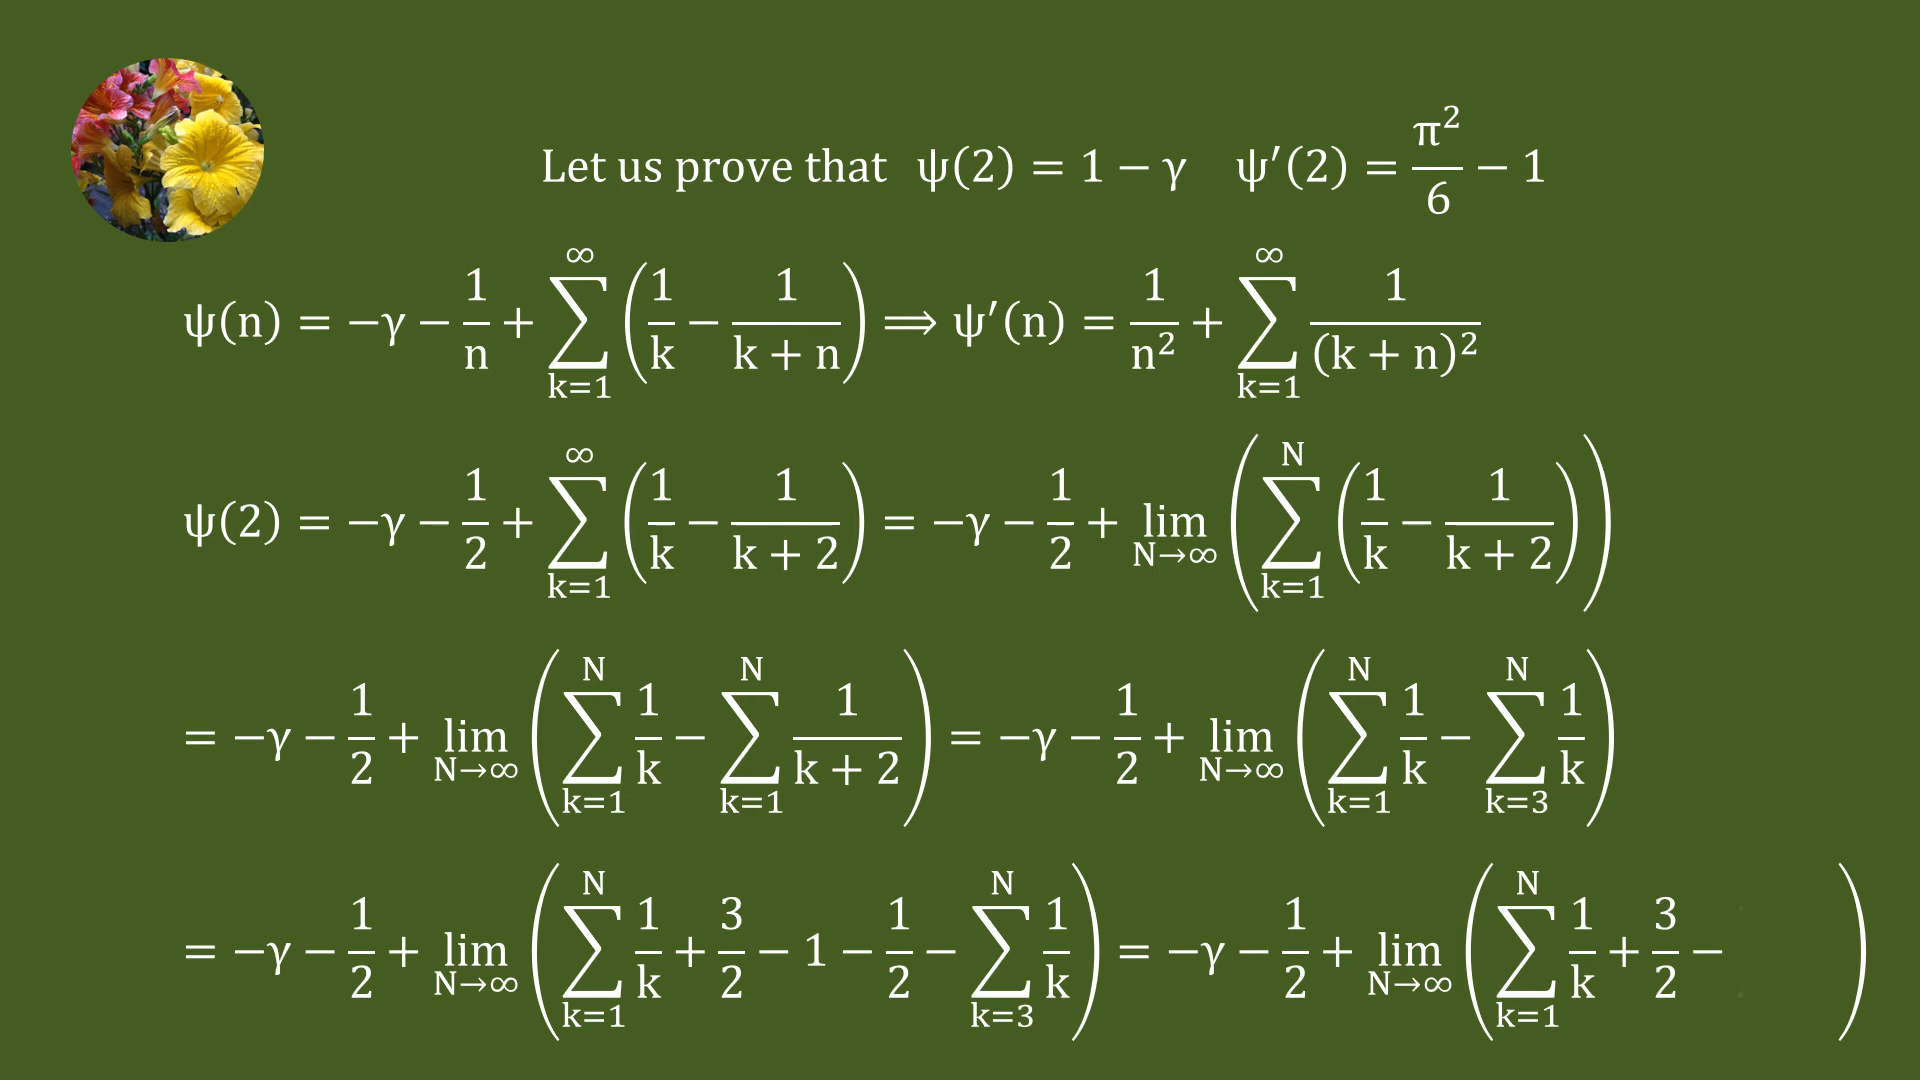 Let us prove that ψ(2) = 1 − γ ψ′(2) = π²/6 − 1
ψ(n) = −γ − 1/n + ∑_{k=1}^{∞} (1/k − 1/(k + n)) ⟹ ψ′(n) = 1/n² + ∑_{k=1}^{∞} 1/(k + n)²
ψ(2) = −γ − 1/2 + ∑_{k=1}^{∞} (1/k − 1/(k + 2)) = −γ − 1/2 + lim_{N→∞} (∑_{k=1}^{N} (1/k − 1/(k + 2)))
= −γ − 1/2 + lim_{N→∞} (∑_{k=1}^{N} 1/k − ∑_{k=1}^{N} 1/(k + 2)) = −γ − 1/2 + lim_{N→∞} (∑_{k=1}^{N} 1/k − ∑_{k=3}^{N} 1/k)
= −γ − 1/2 + lim_{N→∞} (∑_{k=1}^{N} 1/k + 3/2 − 1 − 1/2 − ∑_{k=3}^{N} 1/k) = −γ − 1/2 + lim_{N→∞} (∑_{k=1}^{N} 1/k + 3/2 − )